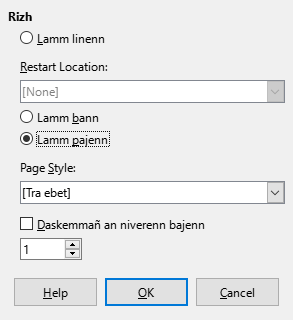 Rizh
Lamm linenn
Restart Location:
[None]
Lamm bann
Lamm pajenn
Page Style:
[Tra ebet]
Daskemmañ an niverenn bajenn
1
Help
OK
Cancel